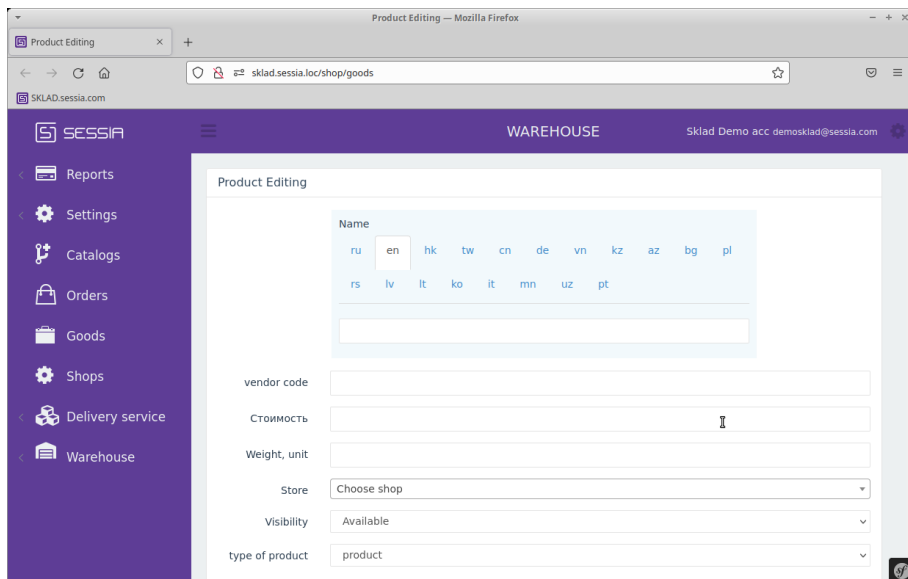 Product Editing — Mozilla Firefox
Product Editing
sklad.sessia.loc/shop/goods
SKLAD.sessia.com
SESSIA
WAREHOUSE
Sklad Demo acc demosklad@sessia.com
Reports
Settings
Catalogs
Orders
Goods
Shops
Delivery service
Warehouse
Product Editing
Name
ru en hk tw cn de vn kz az bg pl
rs lv lt ko it mn uz pt
vendor code
Стоимость
Weight, unit
Store Choose shop
Visibility Available
type of product product
sf